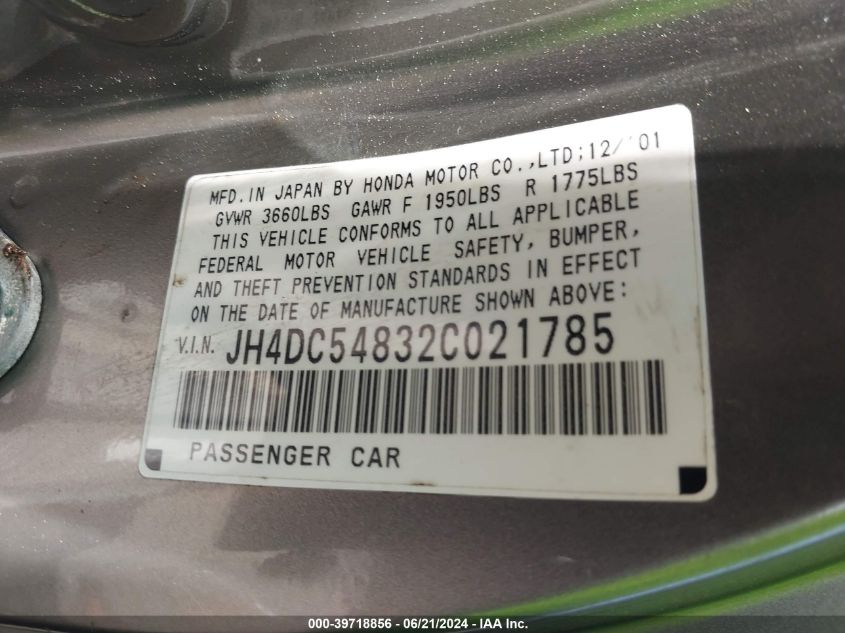 MFD.IN JAPAN BY HONDA MOTOR CO.,LTD;12/'01
GVWR 3660LBS GAWR F 1950LBS R 1775LBS
THIS VEHICLE CONFORMS TO ALL APPLICABLE
FEDERAL MOTOR VEHICLE SAFETY, BUMPER,
AND THEFT PREVENTION STANDARDS IN EFFECT
ON THE DATE OF MANUFACTURE SHOWN ABOVE:
V.I.N. JH4DC54832C021785
PASSENGER CAR
000-39718856 - 06/21/2024 - IAA Inc.